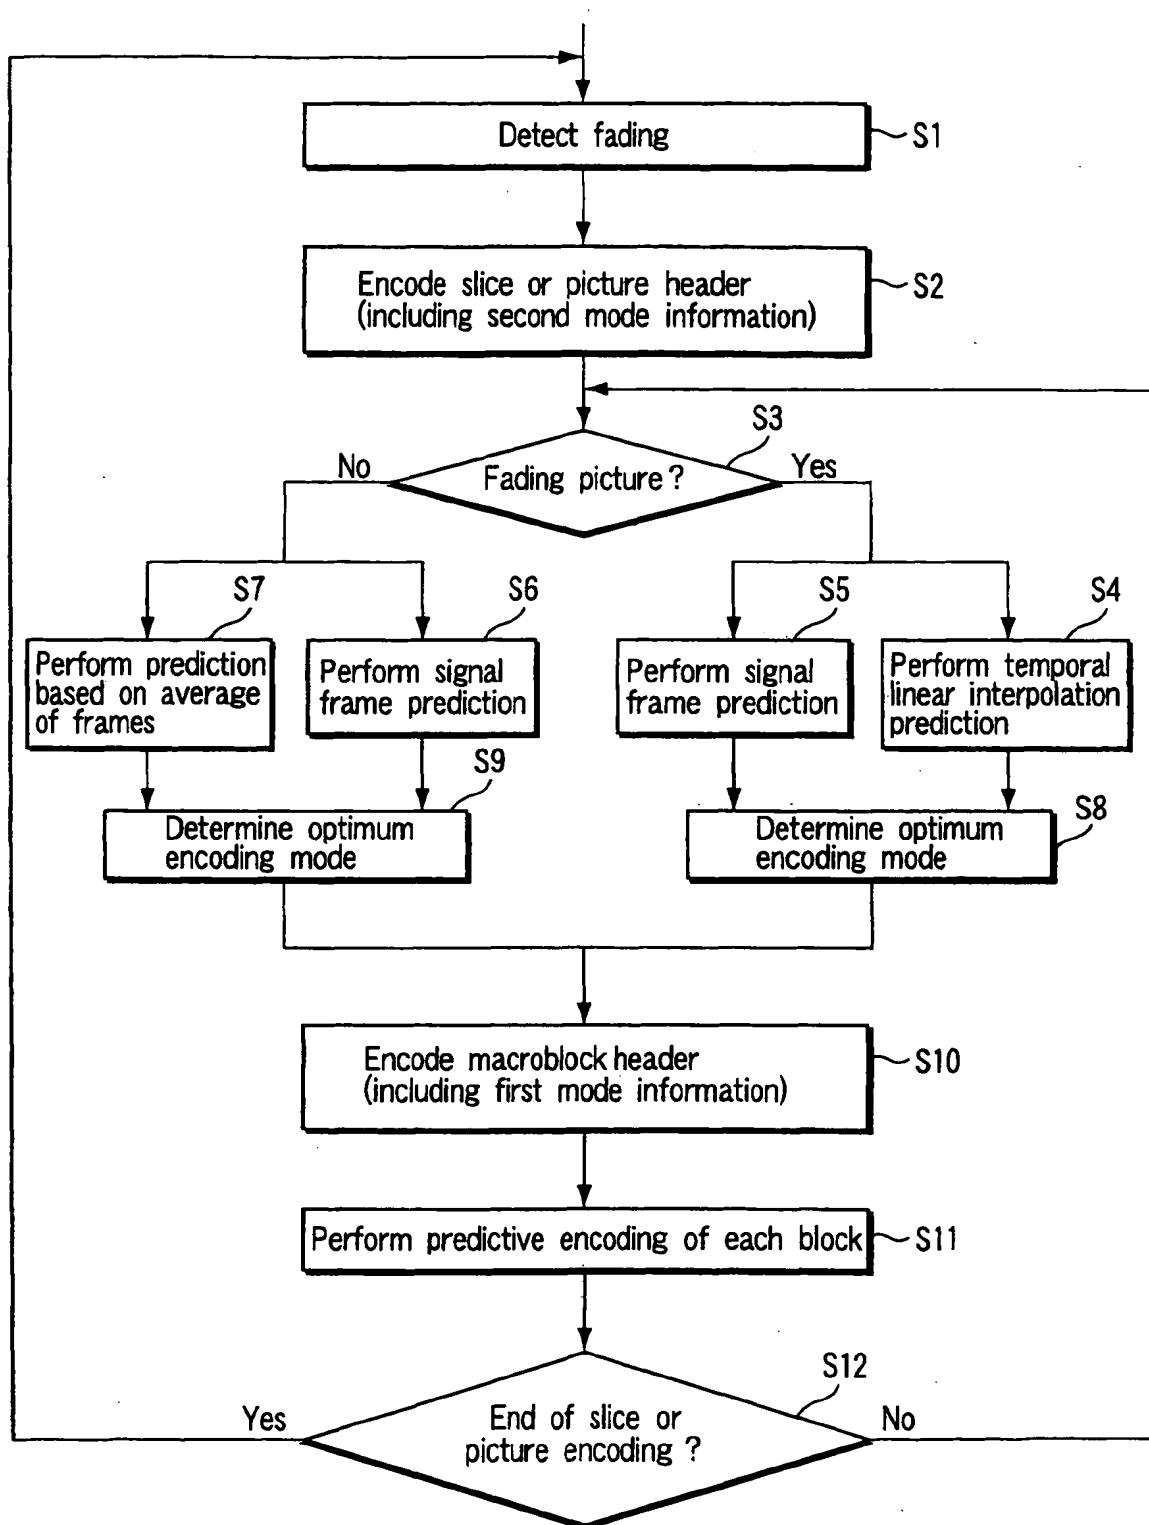 Detect fading
S1
Encode slice or picture header
(including second mode information)
S2
S3
No
Fading picture ?
Yes
S7
S6
S5
S4
Perform prediction
based on average
of frames
Perform signal
frame prediction
Perform signal
frame prediction
Perform temporal
linear interpolation
prediction
S9
Determine optimum
encoding mode
Determine optimum
encoding mode
S8
Encode macroblock header
(including first mode information)
S10
Perform predictive encoding of each block
S11
S12
Yes
End of slice or
picture encoding ?
No